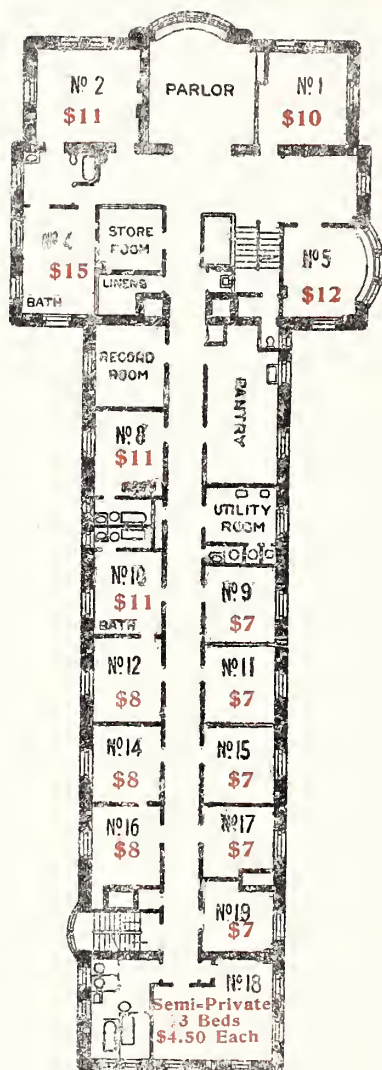 Nº 2
$11
PARLOR
Nº 1
$10
STORE
ROOM
Nº 4
$15
BATH
LINENS
Nº 5
$12
RECORD
ROOM
PANTRY
Nº 8
$11
UTILITY
ROOM
Nº 10
$11
BATH
Nº 9
$7
Nº 12
$8
Nº 11
$7
Nº 14
$8
Nº 15
$7
Nº 16
$8
Nº 17
$7
Nº 19
$7
Nº 18
Semi-Private
3 Beds
$4.50 Each